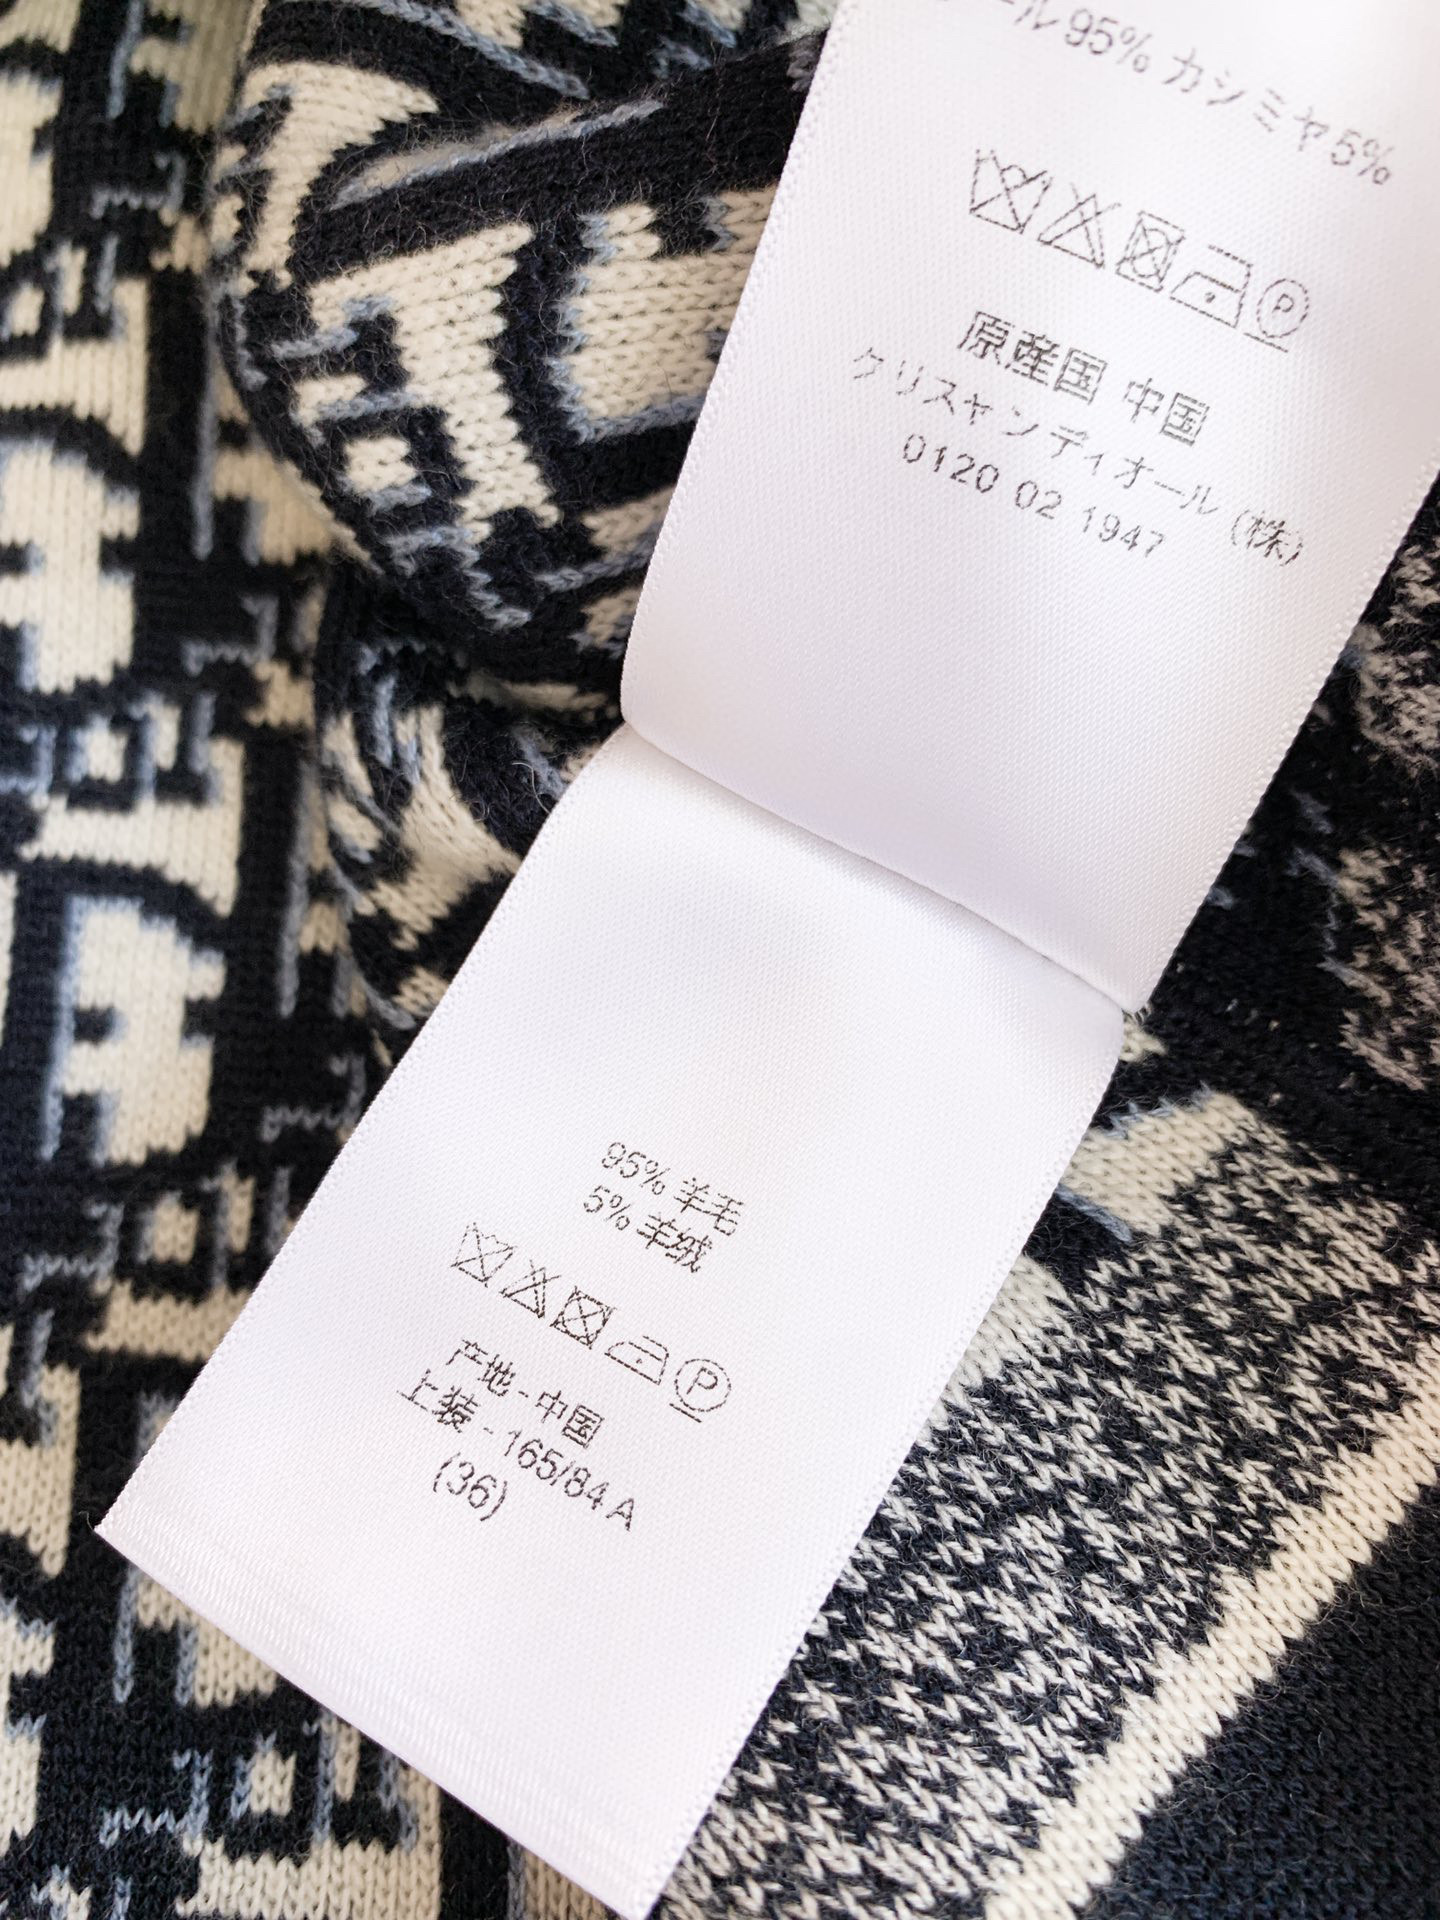 ール 95% カシミヤ 5%
P
原産国 中国
クリスチャン ディオール (株)
0120 02 1947
95% 羊毛
5% 羊绒
P
产地 - 中国
上装 - 165/84 A
(36)